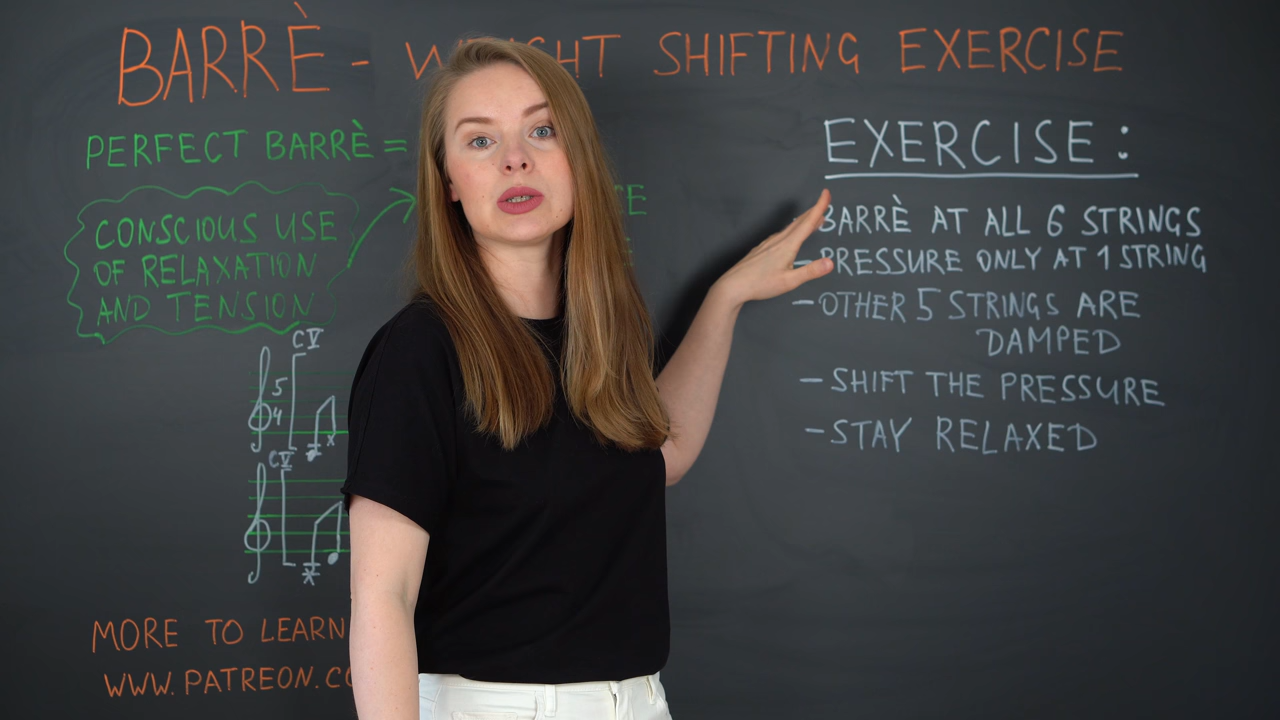 BARRÈ - W GHT SHIFTING EXERCISE
PERFECT BARRÈ =
CONSCIOUS USE
OF RELAXATION
AND TENSION
CV
5
4
CV
MORE TO LEARN
WWW.PATREON.CO
EXERCISE:
- BARRÈ AT ALL 6 STRINGS
- PRESSURE ONLY AT 1 STRING
- OTHER 5 STRINGS ARE
DAMPED
- SHIFT THE PRESSURE
- STAY RELAXED